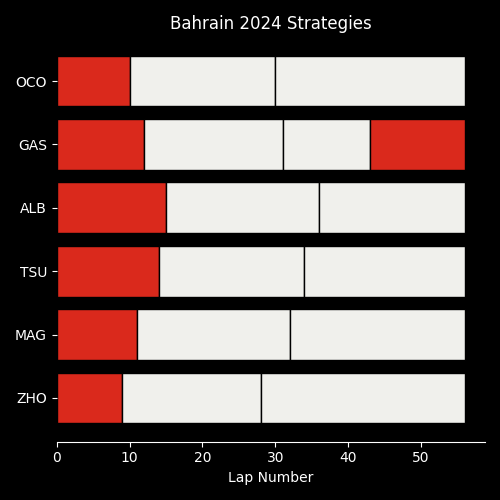 Bahrain 2024 Strategies
OCO
GAS
ALB
TSU
MAG
ZHO
0 10 20 30 40 50
Lap Number